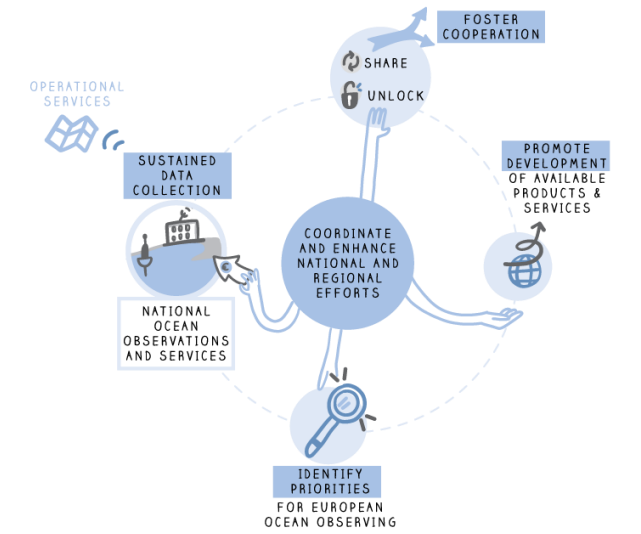 FOSTER
COOPERATION
SHARE
UNLOCK
OPERATIONAL
SERVICES
SUSTAINED
DATA
COLLECTION
PROMOTE
DEVELOPMENT
OF AVAILABLE
PRODUCTS &
SERVICES
COORDINATE
AND ENHANCE
NATIONAL AND
REGIONAL
EFFORTS
NATIONAL
OCEAN
OBSERVATIONS
AND SERVICES
IDENTIFY
PRIORITIES
FOR EUROPEAN
OCEAN OBSERVING